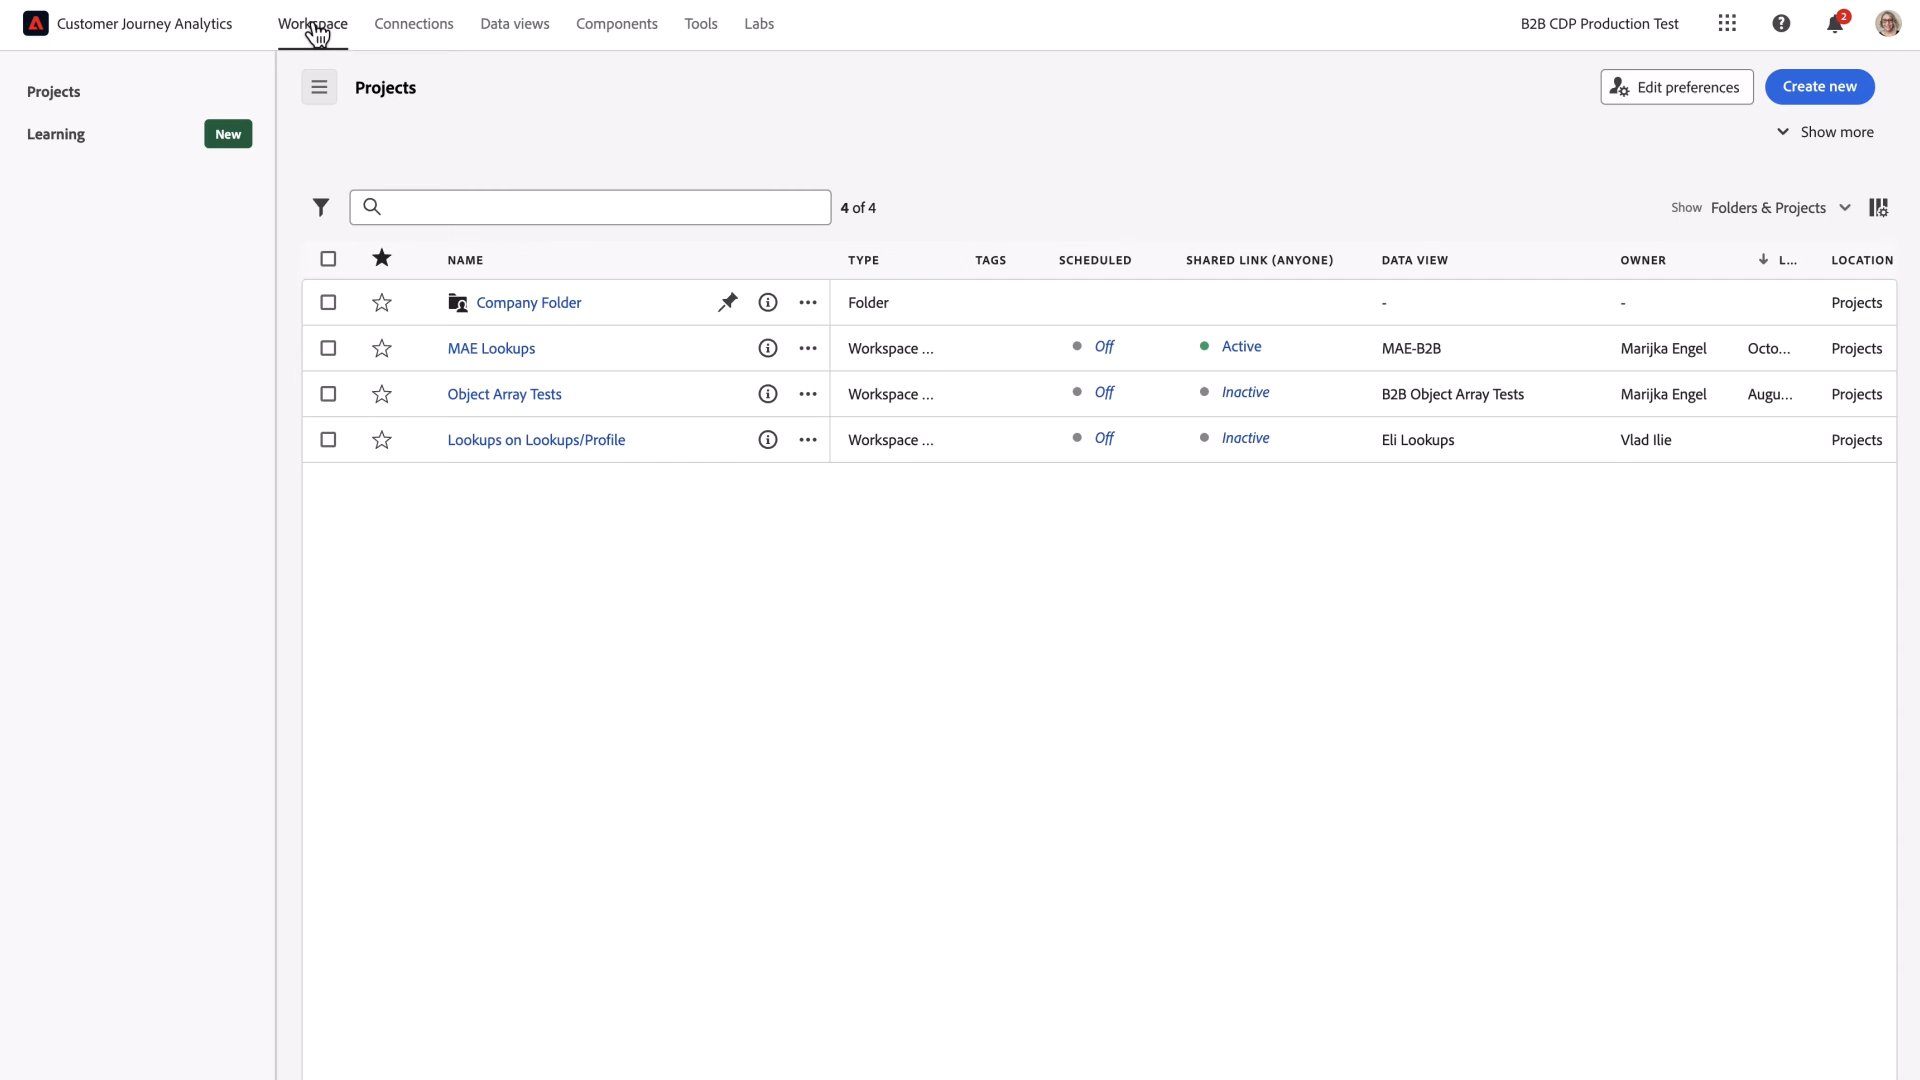 Customer Journey Analytics Workspace Connections Data views Components Tools Labs B2B CDP Production Test 2
Projects
Learning New
Projects Edit preferences Create new
Show more
4 of 4 Show Folders & Projects
NAME TYPE TAGS SCHEDULED SHARED LINK (ANYONE) DATA VIEW OWNER L... LOCATION
Company Folder Folder - - Projects
MAE Lookups Workspace ... Off Active MAE-B2B Marijka Engel Octo... Projects
Object Array Tests Workspace ... Off Inactive B2B Object Array Tests Marijka Engel Augu... Projects
Lookups on Lookups/Profile Workspace ... Off Inactive Eli Lookups Vlad Ilie Projects